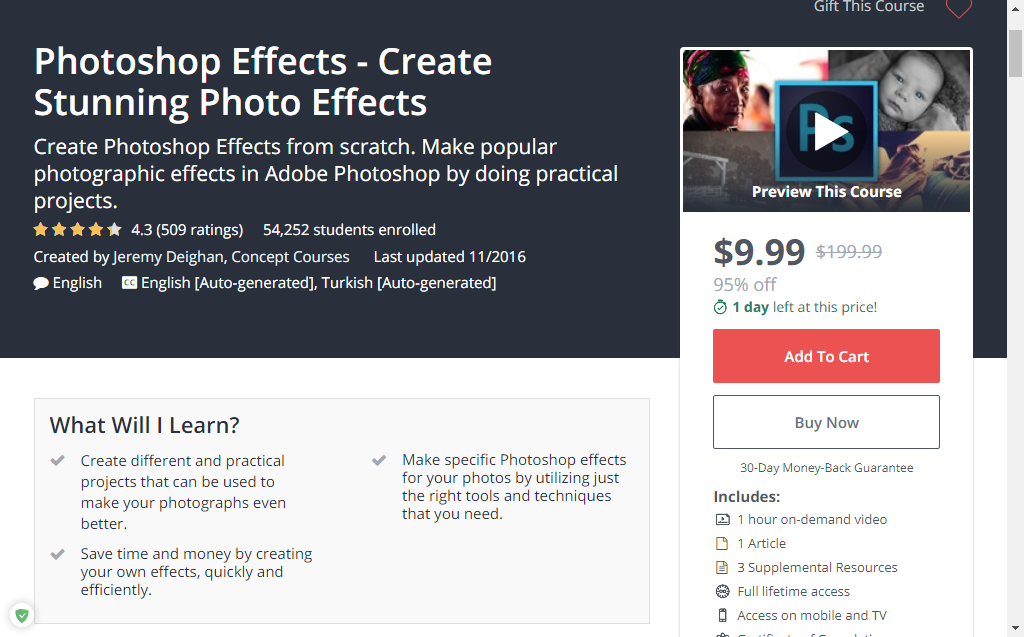 Gift This Course
Photoshop Effects - Create
Stunning Photo Effects
Create Photoshop Effects from scratch. Make popular
photographic effects in Adobe Photoshop by doing practical
projects.
4.3 (509 ratings) 54,252 students enrolled
Created by Jeremy Deighan, Concept Courses Last updated 11/2016
English CC English [Auto-generated], Turkish [Auto-generated]
Ps
Preview This Course
$9.99 $199.99
95% off
1 day left at this price!
Add To Cart
Buy Now
30-Day Money-Back Guarantee
Includes:
1 hour on-demand video
1 Article
3 Supplemental Resources
Full lifetime access
Access on mobile and TV
What Will I Learn?
Create different and practical
projects that can be used to
make your photographs even
better.
Save time and money by creating
your own effects, quickly and
efficiently.
Make specific Photoshop effects
for your photos by utilizing just
the right tools and techniques
that you need.